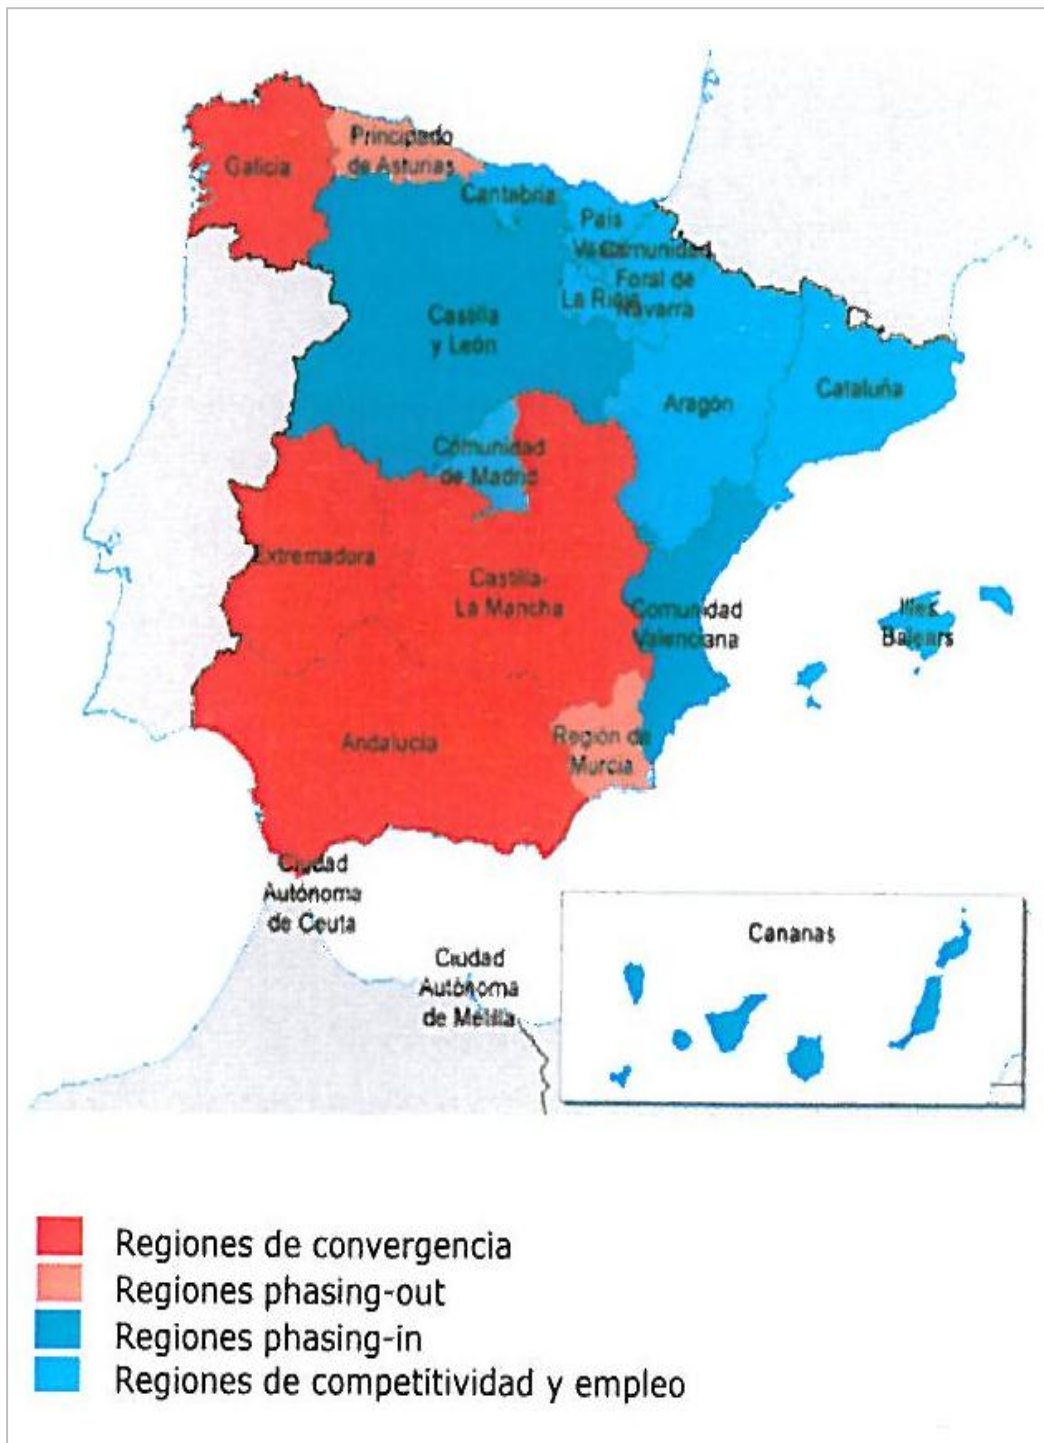 Principado
de Asturias
Galicia
Cantabria
País
Vasco
Comunidad
Foral de
Navarra
La Rioja
Castilla
y León
Aragón
Cataluña
Comunidad
de Madrid
Extremadora
Castilla-
La Mancha
Comunidad
Valenciana
Illes
Balears
Andalucía
Región de
Murcia
Ciudad
Autónoma
de Ceuta
Ciudad
Autónoma
de Melilla
Cananas
Regiones de convergencia
Regiones phasing-out
Regiones phasing-in
Regiones de competitividad y empleo